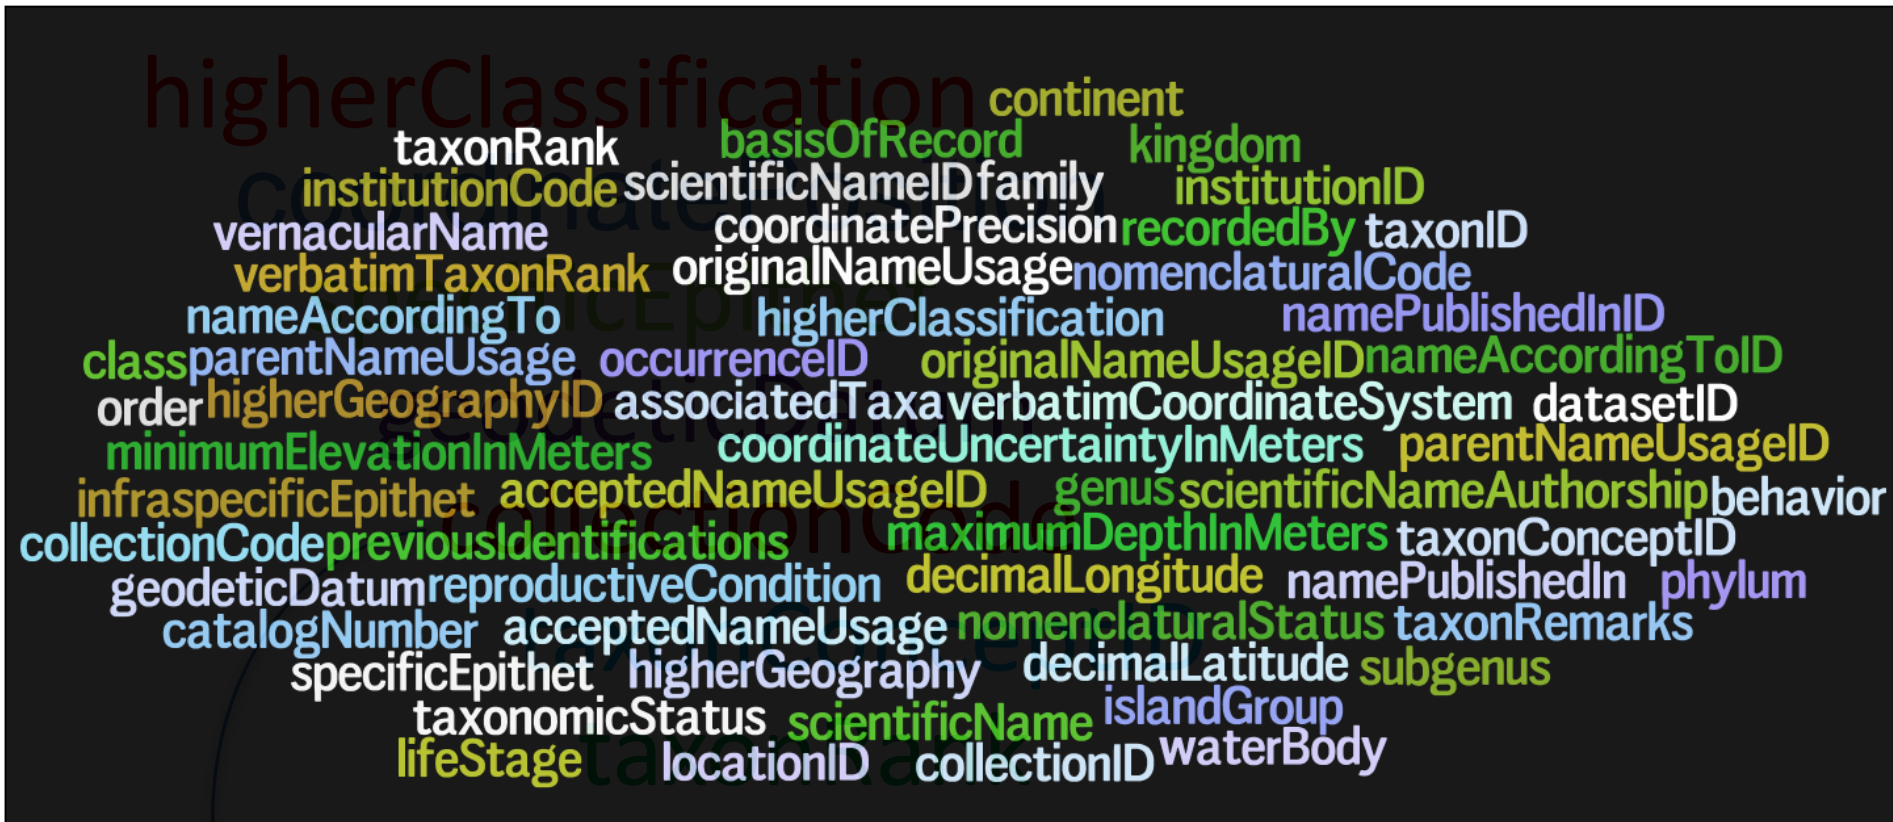 higherClassification
continent
taxonRank basisOfRecord kingdom
institutionCode scientificNameID family institutionID
vernacularName coordinatePrecision recordedBy taxonID
verbatimTaxonRank originalNameUsage nomenclaturalCode
nameAccordingTo higherClassification namePublishedInID
class parentNameUsage occurrenceID originalNameUsageID nameAccordingToID
order higherGeographyID associatedTaxa verbatimCoordinateSystem datasetID
minimumElevationInMeters coordinateUncertaintyInMeters parentNameUsageID
infraspecificEpithet acceptedNameUsageID genus scientificNameAuthorship behavior
collectionCode previousIdentifications maximumDepthInMeters taxonConceptID
geodeticDatum reproductiveCondition decimalLongitude namePublishedIn phylum
catalogNumber acceptedNameUsage nomenclaturalStatus taxonRemarks
specificEpithet higherGeography decimalLatitude subgenus
taxonomicStatus scientificName islandGroup
lifeStage locationID collectionID waterBody
geodeticDatum
collectionCode
taxonRank